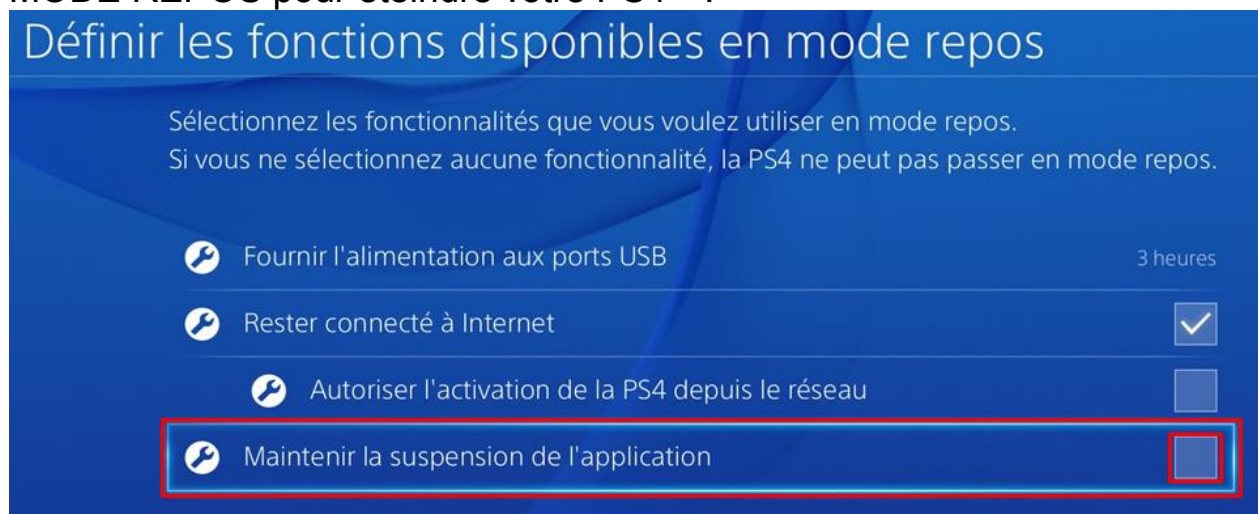 Définir les fonctions disponibles en mode repos
Sélectionnez les fonctionnalités que vous voulez utiliser en mode repos.
Si vous ne sélectionnez aucune fonctionnalité, la PS4 ne peut pas passer en mode repos.
Fournir l'alimentation aux ports USB 3 heures
Rester connecté à Internet
Autoriser l'activation de la PS4 depuis le réseau
Maintenir la suspension de l'application